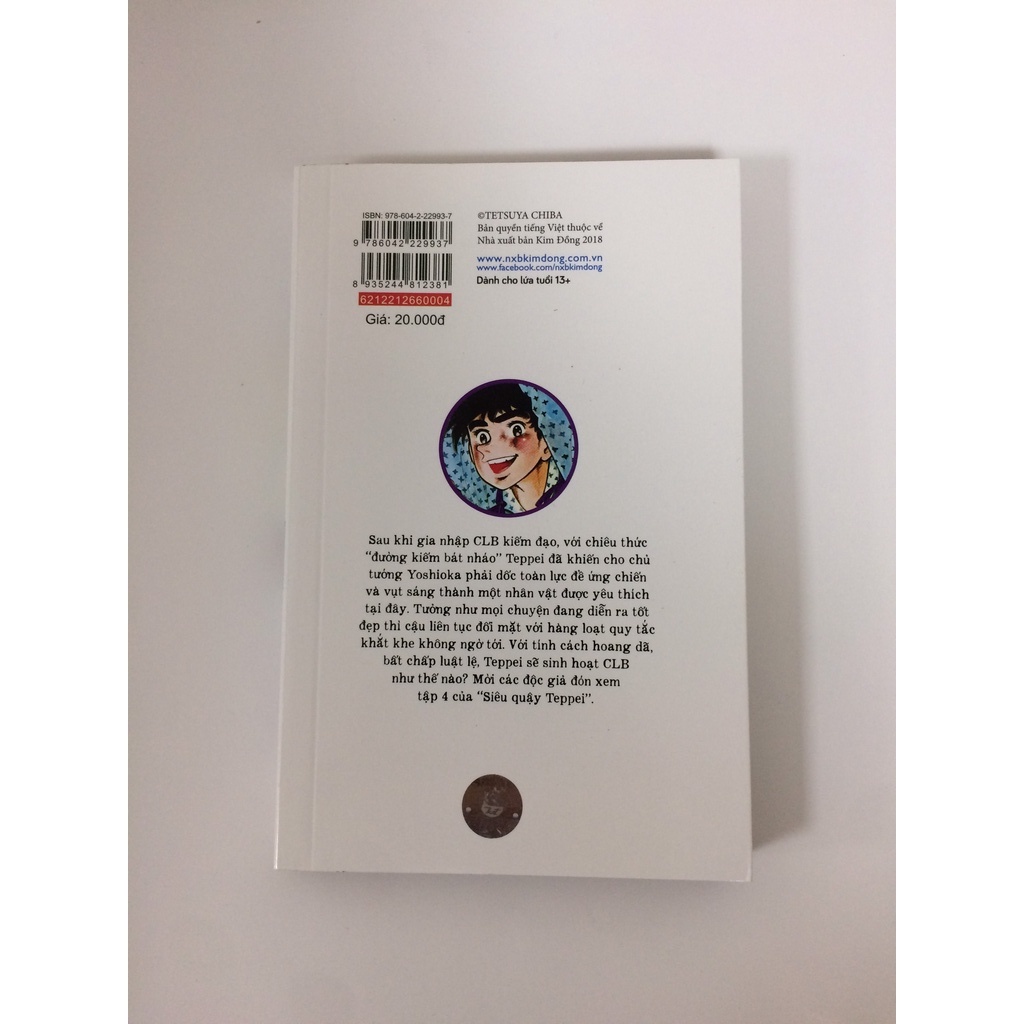 ISBN: 978-604-2-22993-7
9 786042 229937
8 935244 812381
6212212660004
Giá: 20.000đ
©TETSUYA CHIBA
Bản quyền tiếng Việt thuộc về
Nhà xuất bản Kim Đồng 2018
www.nxbkimdong.com.vn
www.facebook.com/nxbkimdong
Dành cho lứa tuổi 13+
Sau khi gia nhập CLB kiếm đạo, với chiêu thức
“đường kiếm bát nháo” Teppei đã khiến cho chủ
tướng Yoshioka phải dốc toàn lực để ứng chiến
và vụt sáng thành một nhân vật được yêu thích
tại đây. Tưởng như mọi chuyện đang diễn ra tốt
đẹp thì cậu liên tục đối mặt với hàng loạt quy tắc
khắt khe không ngờ tới. Với tính cách hoang dã,
bất chấp luật lệ, Teppei sẽ sinh hoạt CLB
như thế nào? Mời các độc giả đón xem
tập 4 của “Siêu quậy Teppei”.